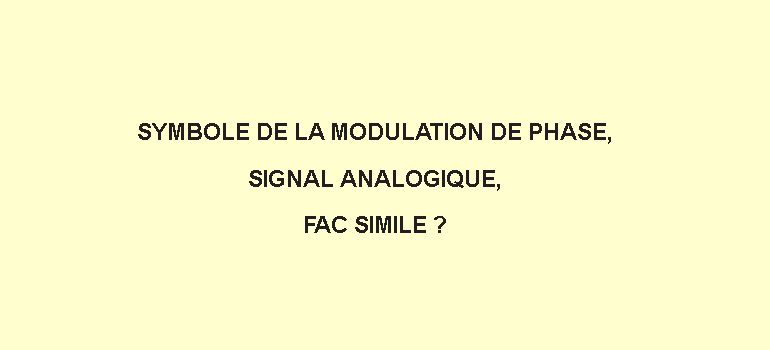 SYMBOLE DE LA MODULATION DE PHASE,
SIGNAL ANALOGIQUE,
FAC SIMILE ?